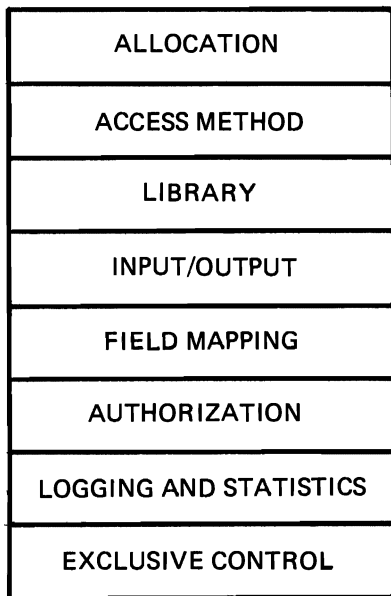 ALLOCATION
ACCESS METHOD
LIBRARY
INPUT/OUTPUT
FIELD MAPPING
AUTHORIZATION
LOGGING AND STATISTICS
EXCLUSIVE CONTROL